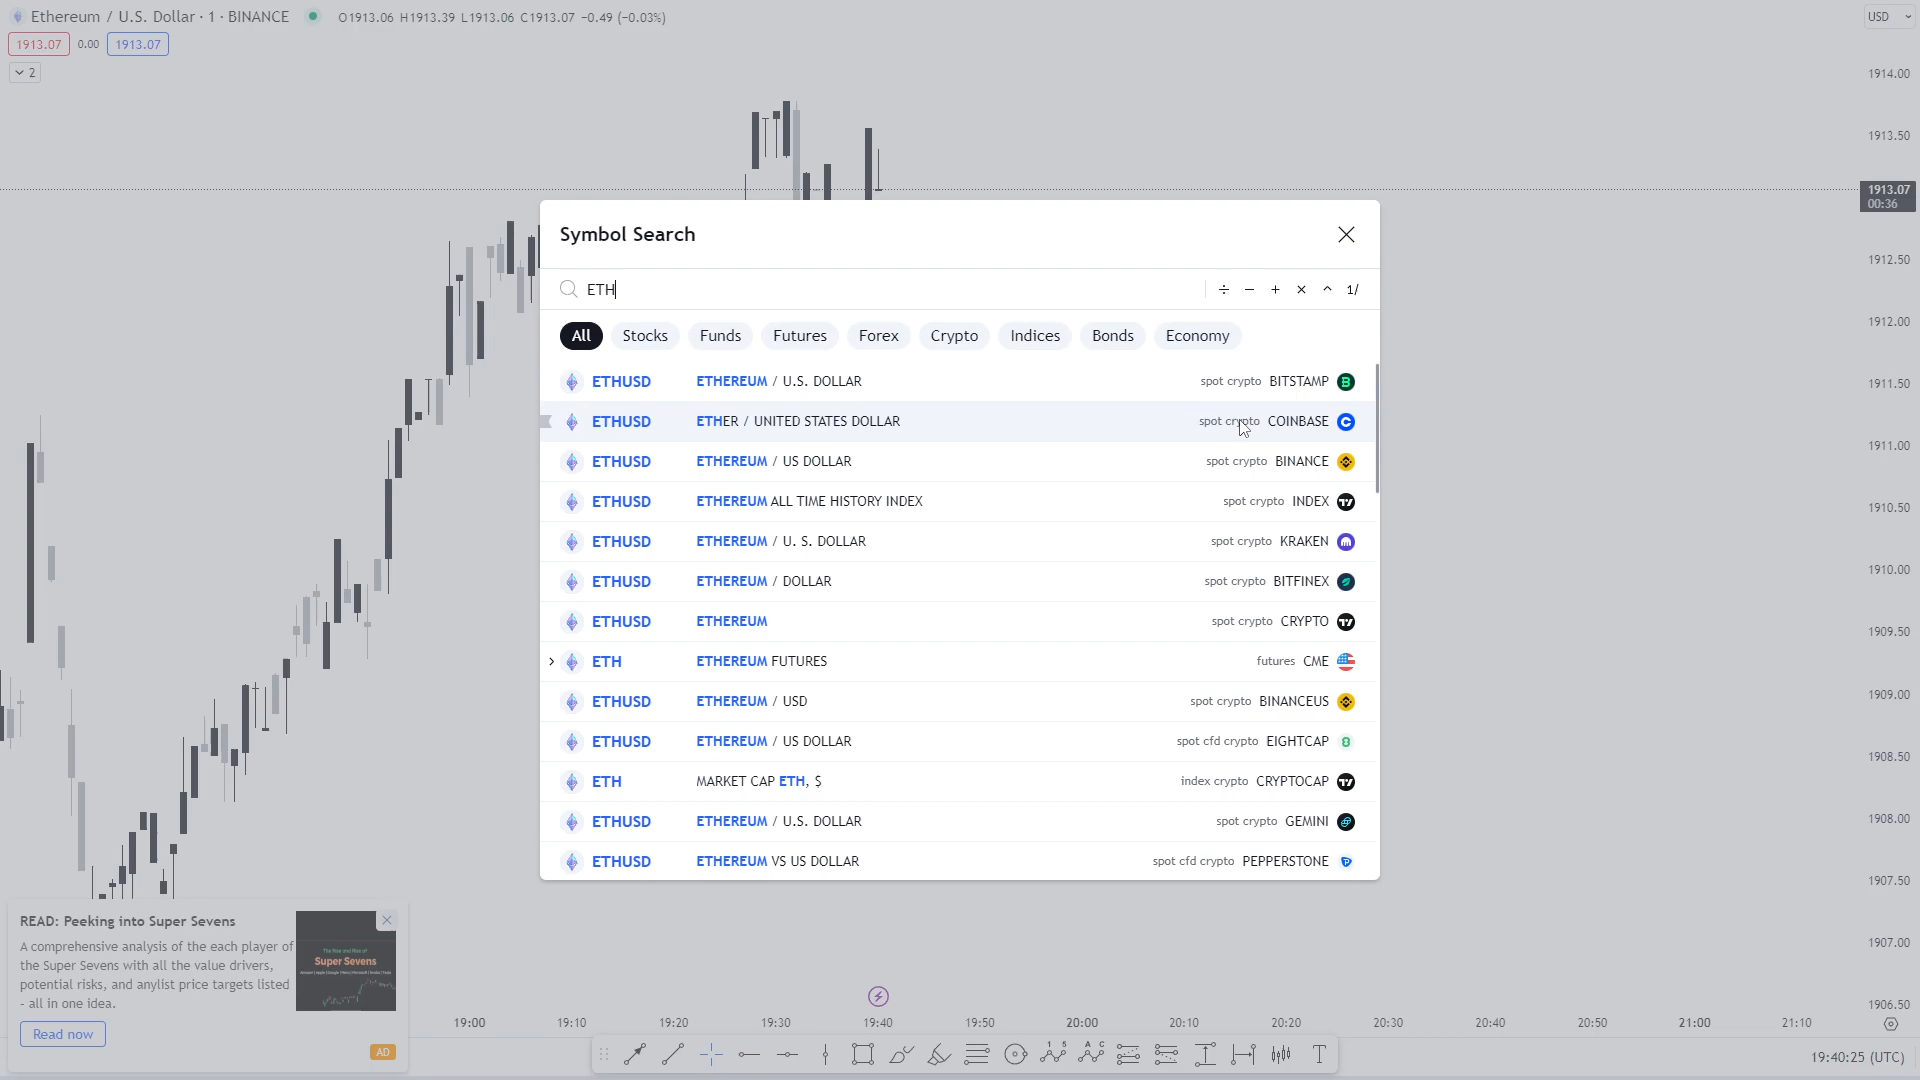 Ethereum / U.S. Dollar · 1 · BINANCE O1913.06 H1913.39 L1913.06 C1913.07 −0.49 (−0.03%) USD
1913.07 0.00 1913.07
2
1914.00
1913.50
1913.07
00:36
1912.50
1912.00
1911.50
1911.00
1910.50
1910.00
1909.50
1909.00
1908.50
1908.00
1907.50
1907.00
1906.50
Symbol Search
ETH ÷ − + × ^ 1/
All Stocks Funds Futures Forex Crypto Indices Bonds Economy
ETHUSD ETHEREUM / U.S. DOLLAR spot crypto BITSTAMP
ETHUSD ETHER / UNITED STATES DOLLAR spot crypto COINBASE
ETHUSD ETHEREUM / US DOLLAR spot crypto BINANCE
ETHUSD ETHEREUM ALL TIME HISTORY INDEX spot crypto INDEX
ETHUSD ETHEREUM / U. S. DOLLAR spot crypto KRAKEN
ETHUSD ETHEREUM / DOLLAR spot crypto BITFINEX
ETHUSD ETHEREUM spot crypto CRYPTO
ETH ETHEREUM FUTURES futures CME
ETHUSD ETHEREUM / USD spot crypto BINANCEUS
ETHUSD ETHEREUM / US DOLLAR spot cfd crypto EIGHTCAP
ETH MARKET CAP ETH, $ index crypto CRYPTOCAP
ETHUSD ETHEREUM / U.S. DOLLAR spot crypto GEMINI
ETHUSD ETHEREUM VS US DOLLAR spot cfd crypto PEPPERSTONE
READ: Peeking into Super Sevens
A comprehensive analysis of the each player of
the Super Sevens with all the value drivers,
potential risks, and anylist price targets listed
- all in one idea.
Read now
AD
The Rise and Rise of
Super Sevens
19:00 19:10 19:20 19:30 19:40 19:50 20:00 20:10 20:20 20:30 20:40 20:50 21:00 21:10
19:40:25 (UTC)